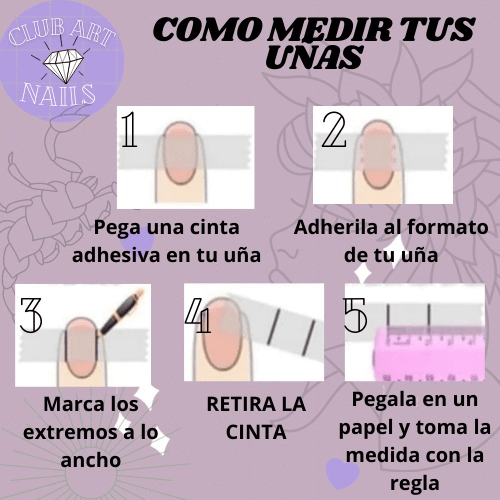 CLUB ART
NAILS
COMO MEDIR TUS
UÑAS
1
Pega una cinta
adhesiva en tu uña
2
Adherila al formato
de tu uña
3
Marca los
extremos a lo
ancho
4
RETIRA LA
CINTA
5
Pegala en un
papel y toma la
medida con la
regla